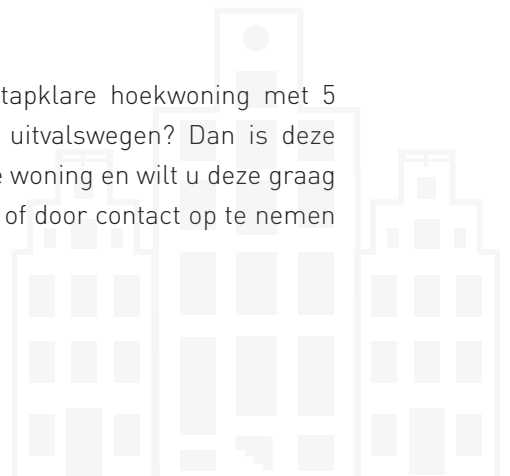 tapklare hoekwoning met 5
uitvalswegen? Dan is deze
woning en wilt u deze graag
of door contact op te nemen